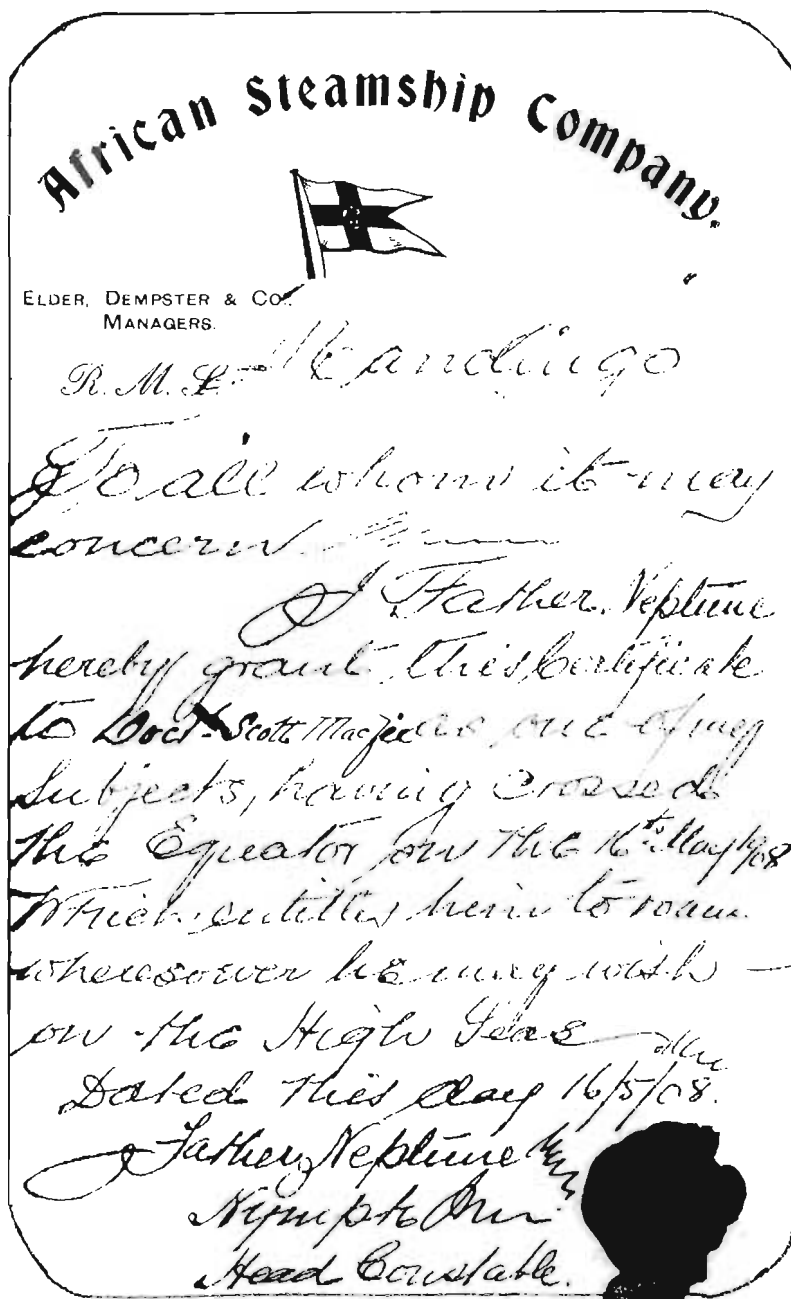 African Steamship Company.
ELDER, DEMPSTER & Co.
MANAGERS.
R. M. S. Mandingo
To all whom it may
concern
I Father Neptune
hereby grant this Certificate
to Doctr Scott Macfie as one of my
Subjects, having crossed
the Equator on the 16th May 1908
Which entitles him to roam
wheresoever he may wish —
on the High Seas
Dated this day 16/5/08.
Father Neptune
Nymph
Head Constable.